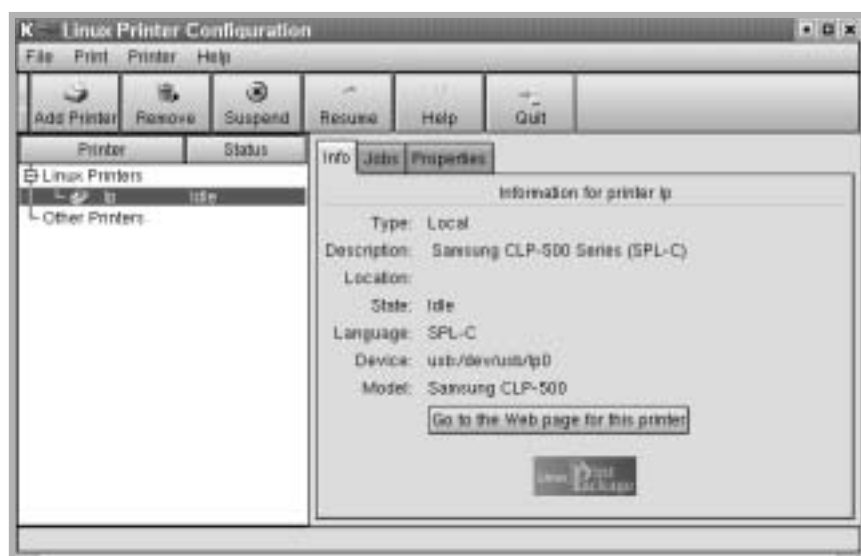 K Linux Printer Configuration
File Print Printer Help
Add Printer Remove Suspend Resume Help Quit
Printer Status
Linux Printers
lp Idle
Other Printers
Info Jobs Properties
Information for printer lp
Type: Local
Description: Samsung CLP-500 Series (SPL-C)
Location:
State: Idle
Language: SPL-C
Device: usb:/dev/usb/lp0
Model: Samsung CLP-500
Go to the Web page for this printer
Linux Print
Package